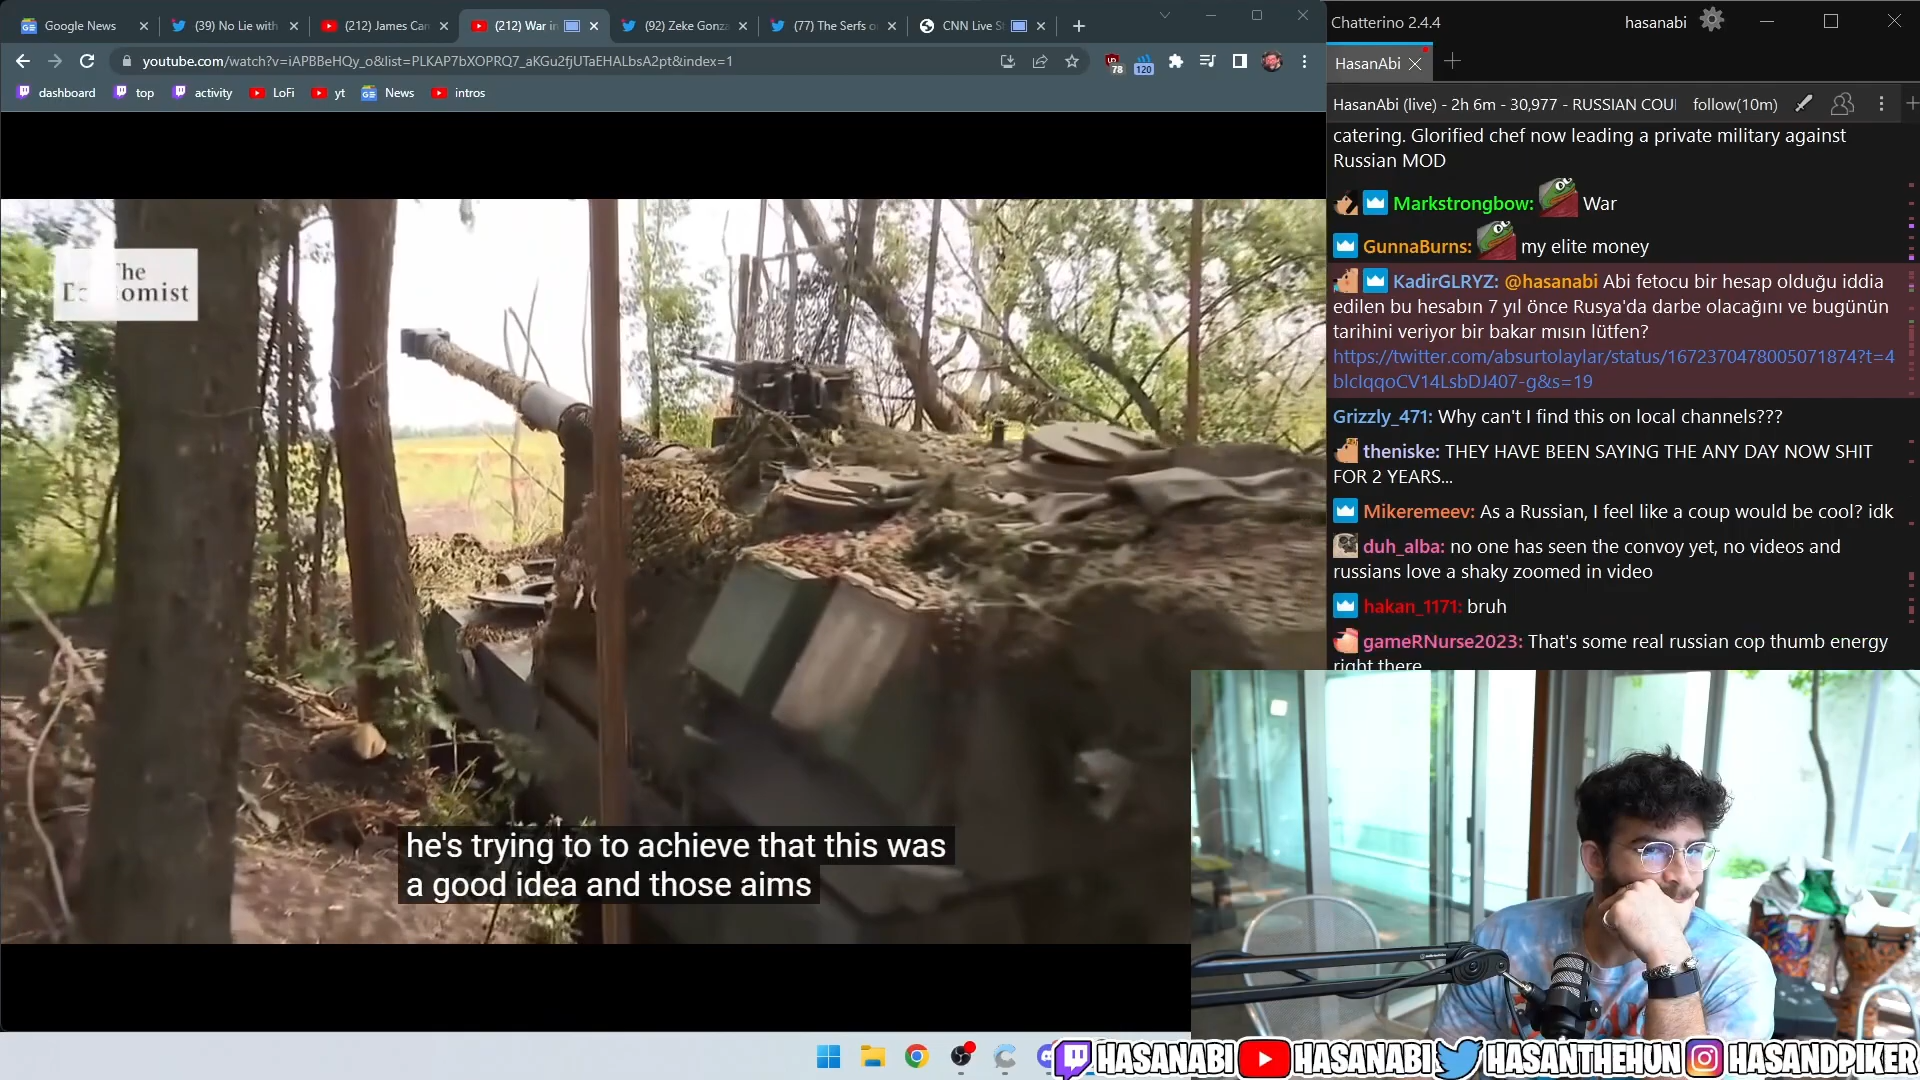 Google News
(39) No Lie with
(212) James Can
(212) War in
(92) Zeke Gonza
(77) The Serfs o
CNN Live S
youtube.com/watch?v=iAPBBeHQy_o&list=PLKAP7bXOPRQ7_aKGu2fjUTaEHALbsA2pt&index=1
78
120
dashboard
top
activity
LoFi
yt
News
intros
The
Economist
he's trying to to achieve that this was
a good idea and those aims
Chatterino 2.4.4
hasanabi
HasanAbi
HasanAbi (live) - 2h 6m - 30,977 - RUSSIAN COU
follow(10m)
catering. Glorified chef now leading a private military against
Russian MOD
Markstrongbow: War
GunnaBurns: my elite money
KadirGLRYZ: @hasanabi Abi fetocu bir hesap olduğu iddia
edilen bu hesabın 7 yıl önce Rusya'da darbe olacağını ve bugünün
tarihini veriyor bir bakar mısın lütfen?
https://twitter.com/absurtolaylar/status/1672370478005071874?t=4
blcIqqoCV14LsbDJ407-g&s=19
Grizzly_471: Why can't I find this on local channels???
theniske: THEY HAVE BEEN SAYING THE ANY DAY NOW SHIT
FOR 2 YEARS...
Mikeremeev: As a Russian, I feel like a coup would be cool? idk
duh_alba: no one has seen the convoy yet, no videos and
russians love a shaky zoomed in video
hakan_1171: bruh
gameRNurse2023: That's some real russian cop thumb energy
right there
HASANABI
HASANABI
HASANTHEHUN
HASANDPIKER